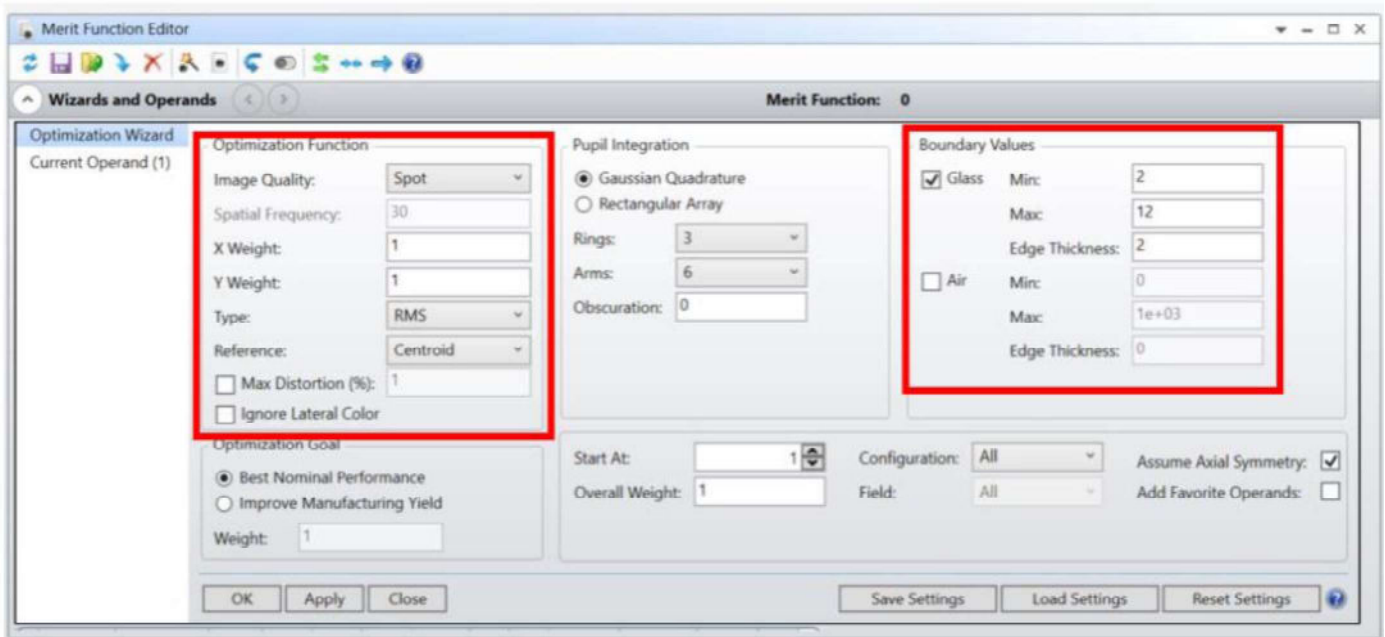 Merit Function Editor
Wizards and Operands
Merit Function: 0
Optimization Wizard
Current Operand (1)
Optimization Function
Image Quality: Spot
Spatial Frequency: 30
X Weight: 1
Y Weight: 1
Type: RMS
Reference: Centroid
Max Distortion (%): 1
Ignore Lateral Color
Pupil Integration
Gaussian Quadrature
Rectangular Array
Rings: 3
Arms: 6
Obscuration: 0
Boundary Values
Glass Min: 2
Max: 12
Edge Thickness: 2
Air Min: 0
Max: 1e+03
Edge Thickness: 0
Optimization Goal
Best Nominal Performance
Improve Manufacturing Yield
Weight: 1
Start At: 1
Overall Weight: 1
Configuration: All
Field: All
Assume Axial Symmetry:
Add Favorite Operands:
OK Apply Close
Save Settings Load Settings Reset Settings